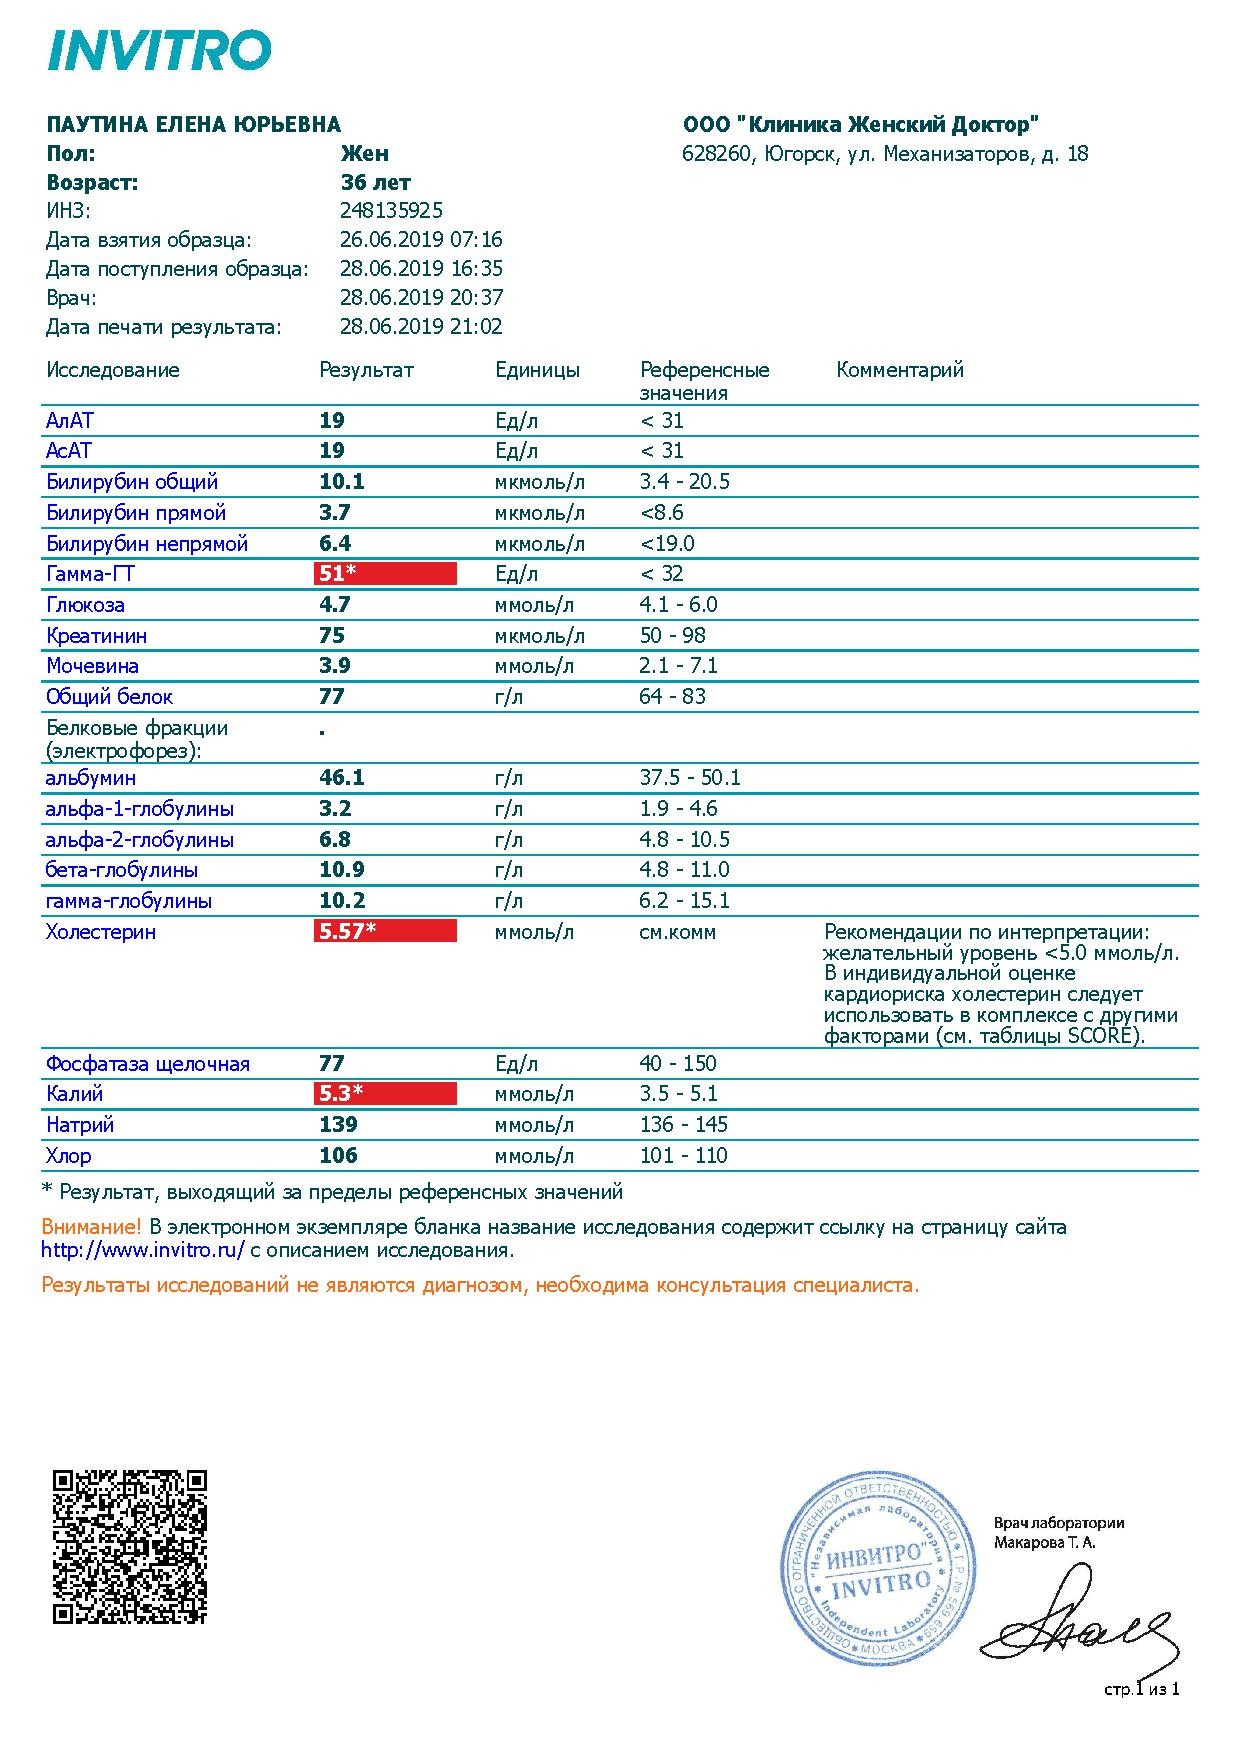 INVITRO
ПАУТИНА ЕЛЕНА ЮРЬЕВНА ООО "Клиника Женский Доктор"
Пол: Жен 628260, Югорск, ул. Механизаторов, д. 18
Возраст: 36 лет
ИНЗ: 248135925
Дата взятия образца: 26.06.2019 07:16
Дата поступления образца: 28.06.2019 16:35
Врач: 28.06.2019 20:37
Дата печати результата: 28.06.2019 21:02
Исследование Результат Единицы Референсные Комментарий
значения
АлАТ 19 Ед/л < 31
АсАТ 19 Ед/л < 31
Билирубин общий 10.1 мкмоль/л 3.4 - 20.5
Билирубин прямой 3.7 мкмоль/л <8.6
Билирубин непрямой 6.4 мкмоль/л <19.0
Гамма-ГТ 51* Ед/л < 32
Глюкоза 4.7 ммоль/л 4.1 - 6.0
Креатинин 75 мкмоль/л 50 - 98
Мочевина 3.9 ммоль/л 2.1 - 7.1
Общий белок 77 г/л 64 - 83
Белковые фракции .
(электрофорез):
альбумин 46.1 г/л 37.5 - 50.1
альфа-1-глобулины 3.2 г/л 1.9 - 4.6
альфа-2-глобулины 6.8 г/л 4.8 - 10.5
бета-глобулины 10.9 г/л 4.8 - 11.0
гамма-глобулины 10.2 г/л 6.2 - 15.1
Холестерин 5.57* ммоль/л см.комм Рекомендации по интерпретации:
желательный уровень <5.0 ммоль/л.
В индивидуальной оценке
кардиориска холестерин следует
использовать в комплексе с другими
факторами (см. таблицы SCORE).
Фосфатаза щелочная 77 Ед/л 40 - 150
Калий 5.3* ммоль/л 3.5 - 5.1
Натрий 139 ммоль/л 136 - 145
Хлор 106 ммоль/л 101 - 110
* Результат, выходящий за пределы референсных значений
Внимание! В электронном экземпляре бланка название исследования содержит ссылку на страницу сайта
http://www.invitro.ru/ с описанием исследования.
Результаты исследований не являются диагнозом, необходима консультация специалиста.
ОБЩЕСТВО С ОГРАНИЧЕННОЙ ОТВЕТСТВЕННОСТЬЮ * Г.Р. № 569.659 * МОСКВА *
"Независимая лаборатория
ИНВИТРО"
INVITRO
Independent Laboratory
Врач лаборатории
Макарова Т. А.
стр.1 из 1